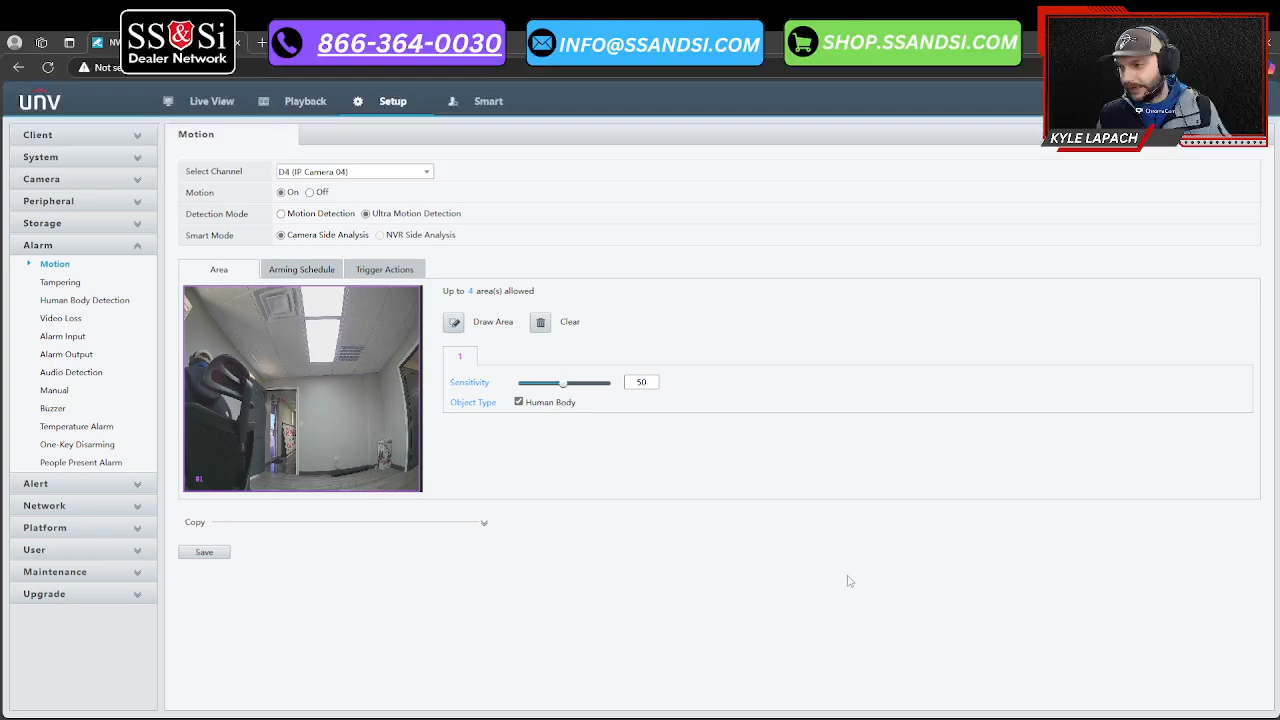 SS&Si
Dealer Network
866-364-0030
INFO@SSANDSI.COM
SHOP.SSANDSI.COM
Not se
unv
Live View
Playback
Setup
Smart
KYLE LAPACH
Client
System
Camera
Peripheral
Storage
Alarm
Motion
Tampering
Human Body Detection
Video Loss
Alarm Input
Alarm Output
Audio Detection
Manual
Buzzer
Temperature Alarm
One-Key Disarming
People Present Alarm
Alert
Network
Platform
User
Maintenance
Upgrade
Motion
Select Channel
D4 (IP Camera 04)
Motion
On
Off
Detection Mode
Motion Detection
Ultra Motion Detection
Smart Mode
Camera Side Analysis
NVR Side Analysis
Area
Arming Schedule
Trigger Actions
Up to 4 area(s) allowed
Draw Area
Clear
1
Sensitivity
50
Object Type
Human Body
Copy
Save